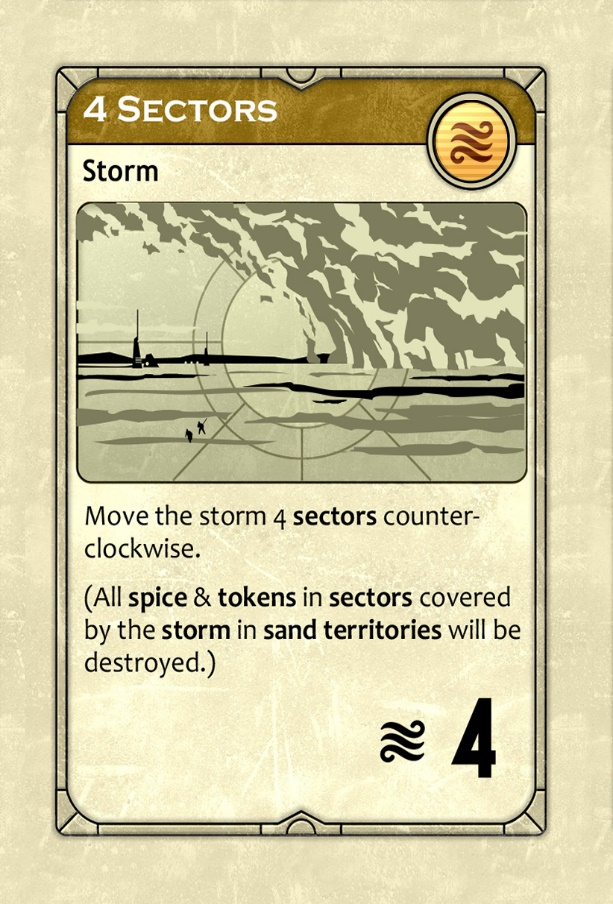 4 SECTORS
Storm
Move the storm 4 sectors counter-
clockwise.
(All spice & tokens in sectors covered
by the storm in sand territories will be
destroyed.)
4